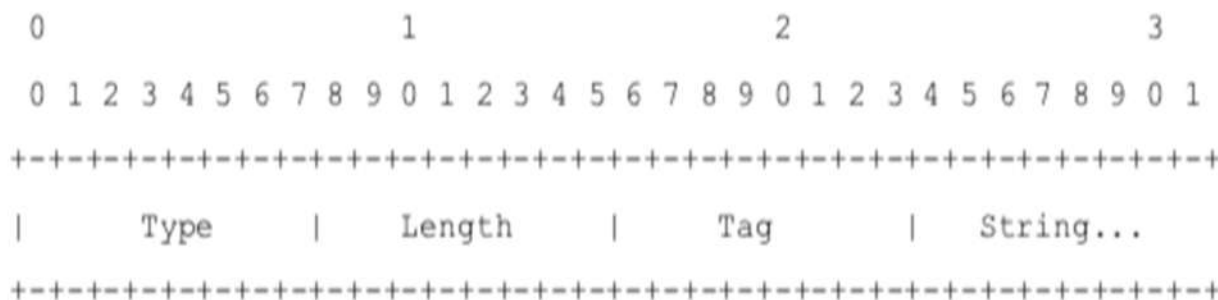 0                   1                   2                   3
0 1 2 3 4 5 6 7 8 9 0 1 2 3 4 5 6 7 8 9 0 1 2 3 4 5 6 7 8 9 0 1
+-+-+-+-+-+-+-+-+-+-+-+-+-+-+-+-+-+-+-+-+-+-+-+-+-+-+-+-+-+-+-+-+
|      Type     |    Length     |     Tag       |   String...
+-+-+-+-+-+-+-+-+-+-+-+-+-+-+-+-+-+-+-+-+-+-+-+-+-+-+-+-+-+-+-+-+